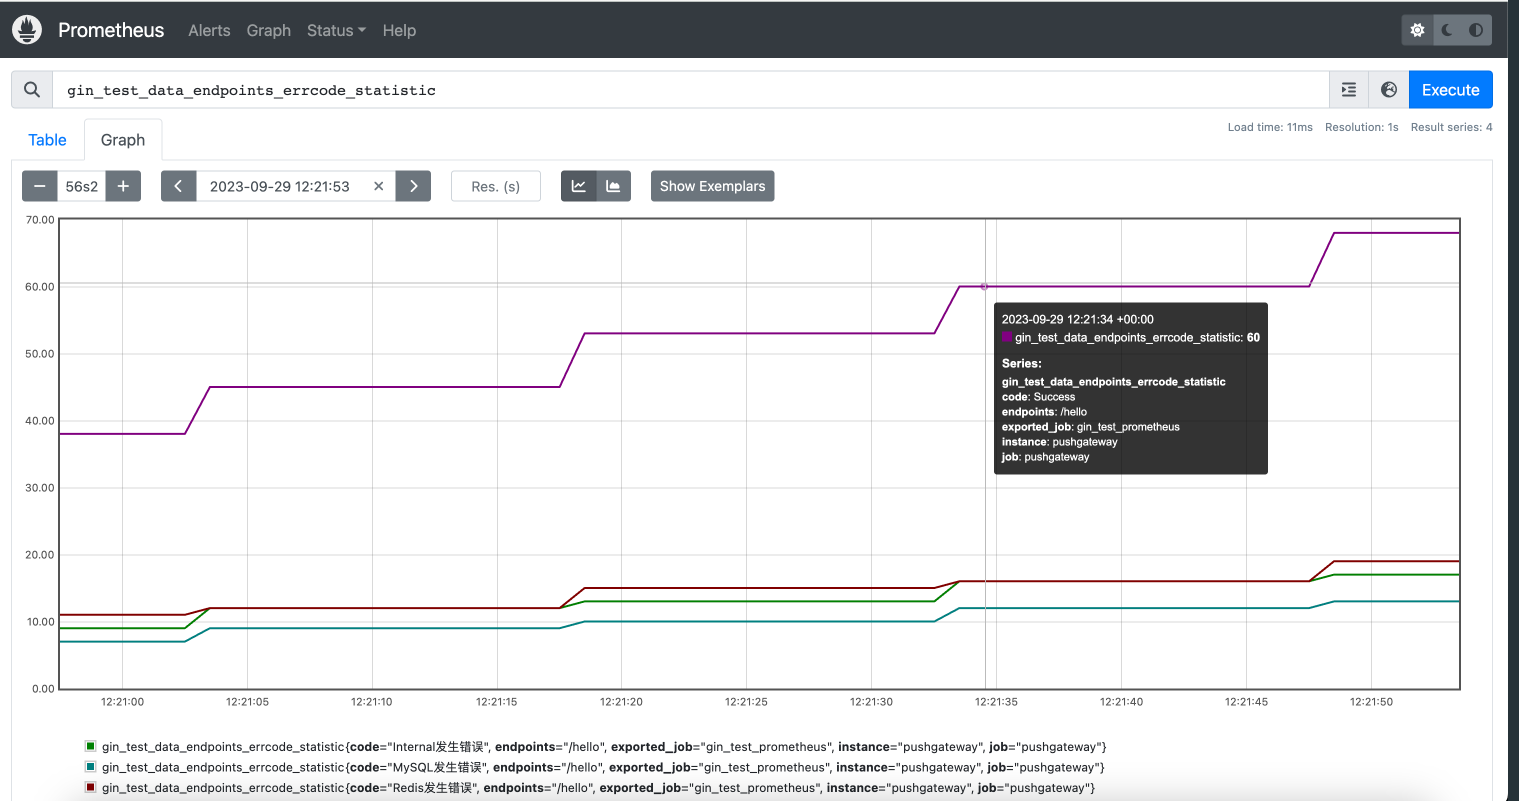 Prometheus Alerts Graph Status Help
gin_test_data_endpoints_errcode_statistic
Execute
Load time: 11ms Resolution: 1s Result series: 4
Table Graph
56s2 2023-09-29 12:21:53 Res. (s) Show Exemplars
70.00
60.00
50.00
40.00
30.00
20.00
10.00
0.00
2023-09-29 12:21:34 +00:00
gin_test_data_endpoints_errcode_statistic: 60
Series:
gin_test_data_endpoints_errcode_statistic
code: Success
endpoints: /hello
exported_job: gin_test_prometheus
instance: pushgateway
job: pushgateway
12:21:00 12:21:05 12:21:10 12:21:15 12:21:20 12:21:25 12:21:30 12:21:35 12:21:40 12:21:45 12:21:50
gin_test_data_endpoints_errcode_statistic{code="Internal发生错误", endpoints="/hello", exported_job="gin_test_prometheus", instance="pushgateway", job="pushgateway"}
gin_test_data_endpoints_errcode_statistic{code="MySQL发生错误", endpoints="/hello", exported_job="gin_test_prometheus", instance="pushgateway", job="pushgateway"}
gin_test_data_endpoints_errcode_statistic{code="Redis发生错误", endpoints="/hello", exported_job="gin_test_prometheus", instance="pushgateway", job="pushgateway"}